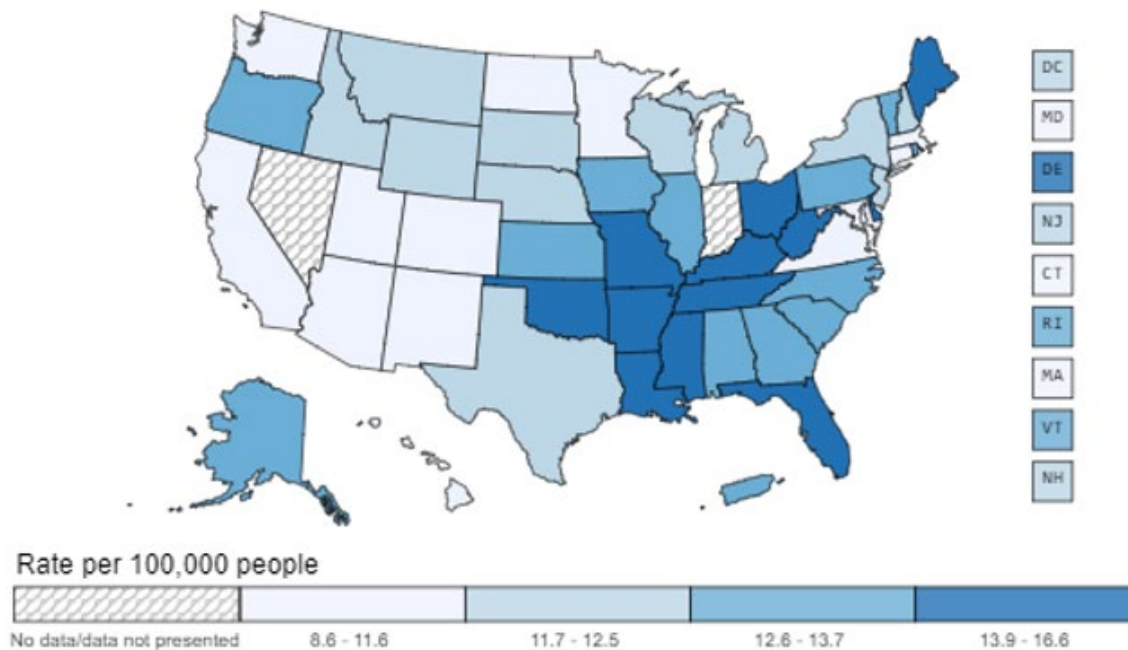 DC
MD
DE
NJ
CT
RI
MA
VT
NH
Rate per 100,000 people
No data/data not presented
8.6 - 11.6
11.7 - 12.5
12.6 - 13.7
13.9 - 16.6